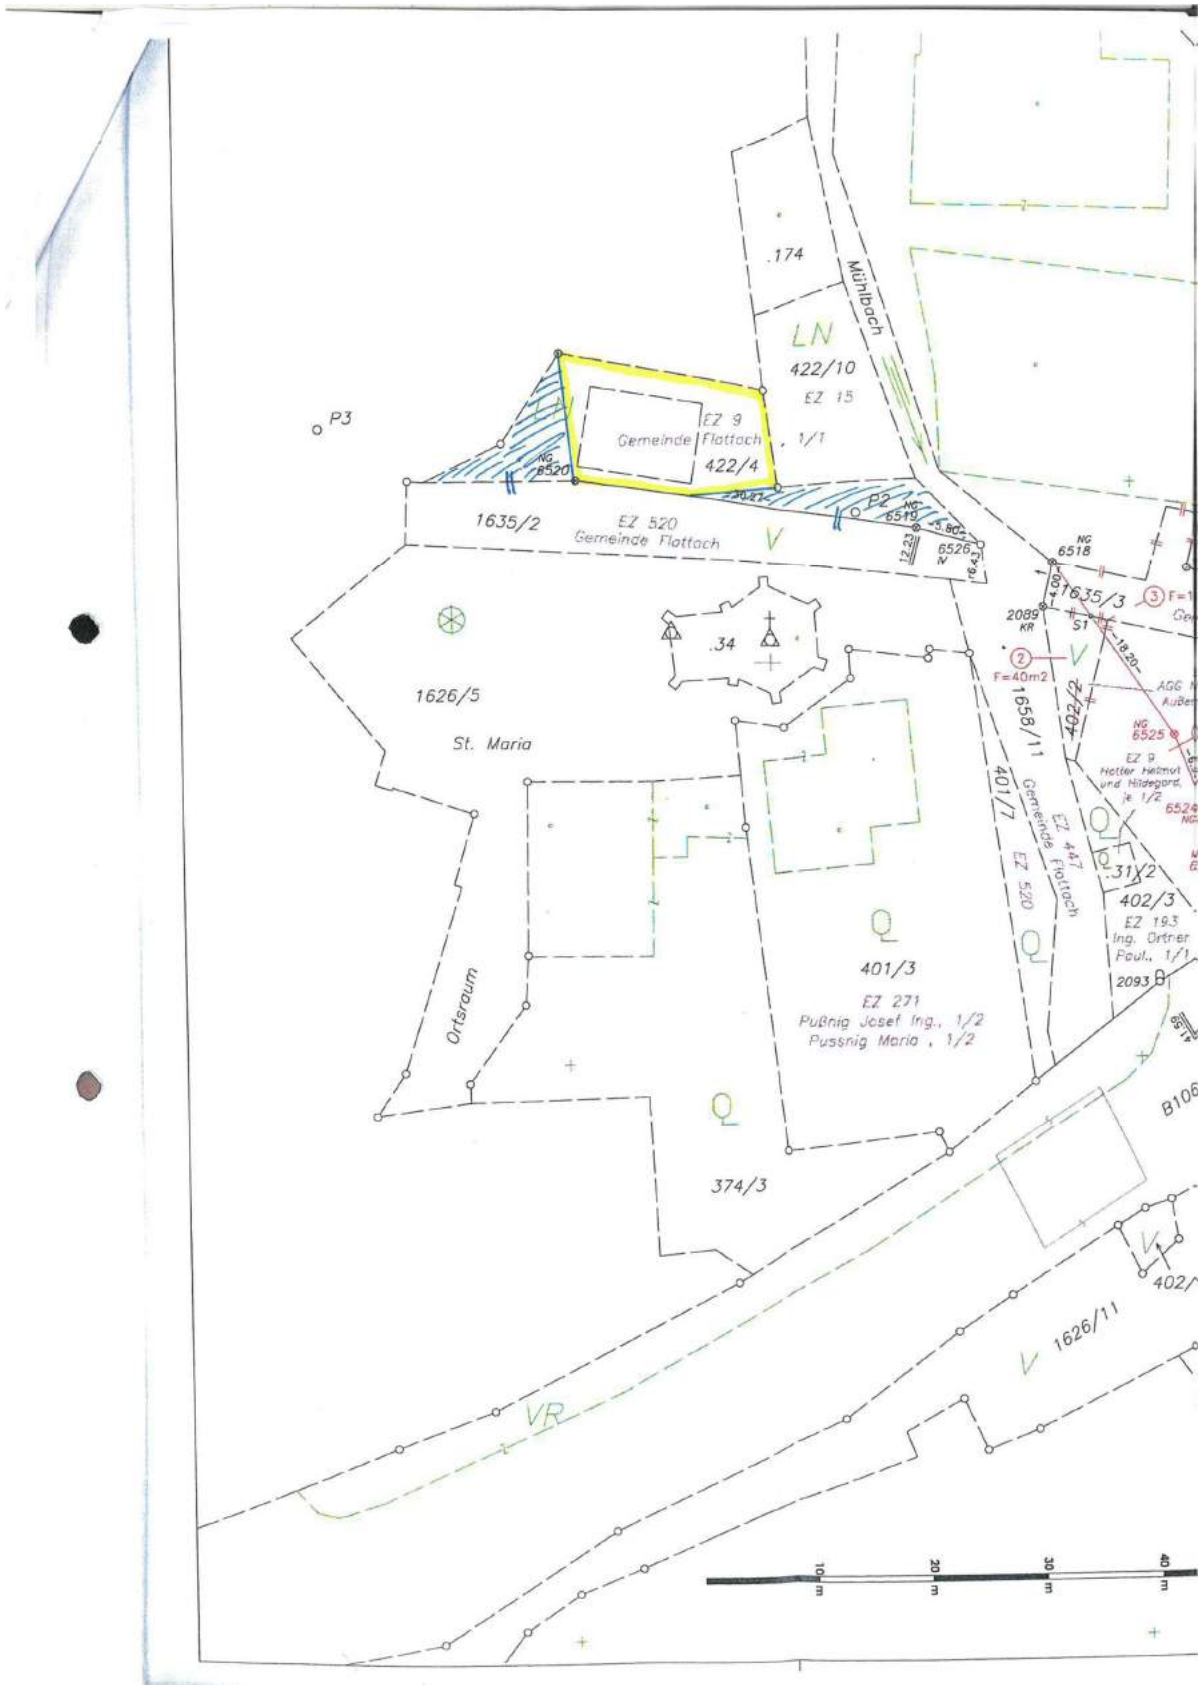 .174
Mühlbach
LN
422/10
EZ 15
P3
LN
EZ 9
Gemeinde Flattach , 1/1
422/4
NG
6520
30.27
P2
NG
6519
5.80
1635/2
EZ 520
Gemeinde Flattach
V
12.23
6526
IV
6.43
NG
6518
-4.00-
1635/3
3 F=1
2089
KR
S1
-18.20-
.34
2
F=40m2
V
1626/5
St. Maria
1658/11
402/2
NG
6525
EZ 9
Hotter Helmut
und Hildegard,
je 1/2
6524
NG
401/7
Gemeinde Flattach
EZ 447
EZ 520
.31/2
402/3
EZ 193
Ing. Ortner
Paul., 1/1
2093
41.59
401/3
EZ 271
Pußnig Josef Ing., 1/2
Pussnig Maria , 1/2
Ortsraum
B106
374/3
V
402/
1626/11
V
VR
10 m
20 m
30 m
40 m